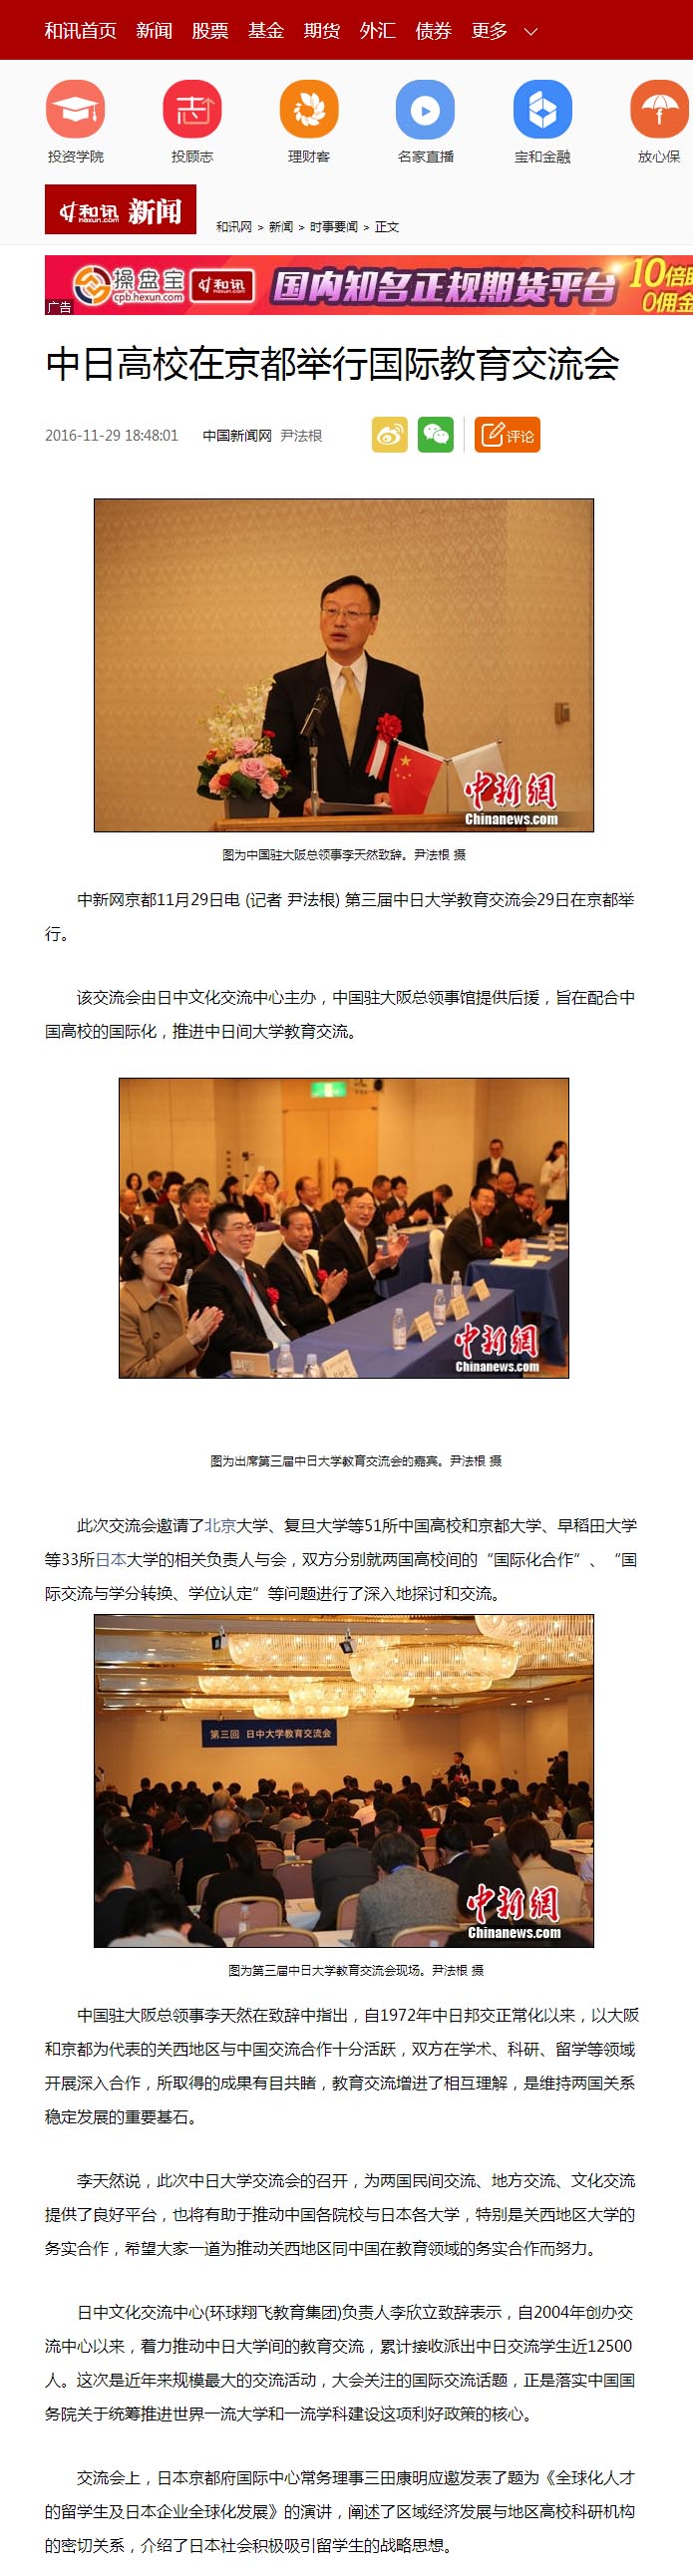 和讯首页 新闻 股票 基金 期货 外汇 债券 更多
投资学院 投顾志 理财客 名家直播 宝和金融 放心保
和讯 hexun.com 新闻 和讯网 > 新闻 > 时事要闻 > 正文
操盘宝 cpb.hexun.com 和讯 hexun.com 国内知名正规期货平台 10倍
0佣金
广告
中日高校在京都举行国际教育交流会
2016-11-29 18:48:01 中国新闻网 尹法根 评论
中新網
Chinanews.com
图为中国驻大阪总领事李天然致辞。尹法根 摄
中新网京都11月29日电 (记者 尹法根) 第三届中日大学教育交流会29日在京都举
行。
该交流会由日中文化交流中心主办，中国驻大阪总领事馆提供后援，旨在配合中
国高校的国际化，推进中日间大学教育交流。
中新網
Chinanews.com
图为出席第三届中日大学教育交流会的嘉宾。尹法根 摄
此次交流会邀请了北京大学、复旦大学等51所中国高校和京都大学、早稻田大学
等33所日本大学的相关负责人与会，双方分别就两国高校间的“国际化合作”、“国
际交流与学分转换、学位认定”等问题进行了深入地探讨和交流。
第三回 日中大学教育交流会
中新網
Chinanews.com
图为第三届中日大学教育交流会现场。尹法根 摄
中国驻大阪总领事李天然在致辞中指出，自1972年中日邦交正常化以来，以大阪
和京都为代表的关西地区与中国交流合作十分活跃，双方在学术、科研、留学等领域
开展深入合作，所取得的成果有目共睹，教育交流增进了相互理解，是维持两国关系
稳定发展的重要基石。
李天然说，此次中日大学交流会的召开，为两国民间交流、地方交流、文化交流
提供了良好平台，也将有助于推动中国各院校与日本各大学，特别是关西地区大学的
务实合作，希望大家一道为推动关西地区同中国在教育领域的务实合作而努力。
日中文化交流中心(环球翔飞教育集团)负责人李欣立致辞表示，自2004年创办交
流中心以来，着力推动中日大学间的教育交流，累计接收派出中日交流学生近12500
人。这次是近年来规模最大的交流活动，大会关注的国际交流话题，正是落实中国国
务院关于统筹推进世界一流大学和一流学科建设这项利好政策的核心。
交流会上，日本京都府国际中心常务理事三田康明应邀发表了题为《全球化人才
的留学生及日本企业全球化发展》的演讲，阐述了区域经济发展与地区高校科研机构
的密切关系，介绍了日本社会积极吸引留学生的战略思想。